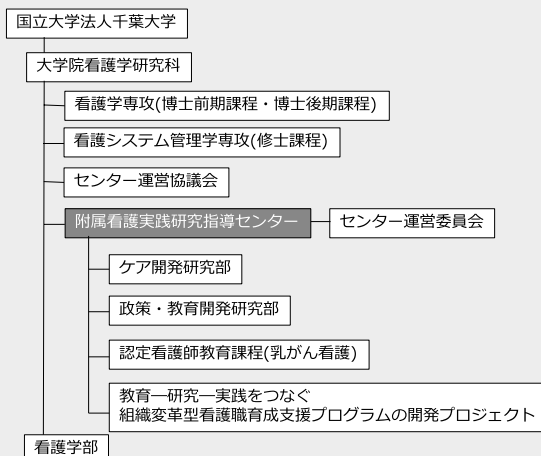 国立大学法人千葉大学
大学院看護学研究科
看護学専攻(博士前期課程・博士後期課程)
看護システム管理学専攻(修士課程)
センター運営協議会
附属看護実践研究指導センター
センター運営委員会
ケア開発研究部
政策・教育開発研究部
認定看護師教育課程(乳がん看護)
教育―研究―実践をつなぐ
組織変革型看護職育成支援プログラムの開発プロジェクト
看護学部